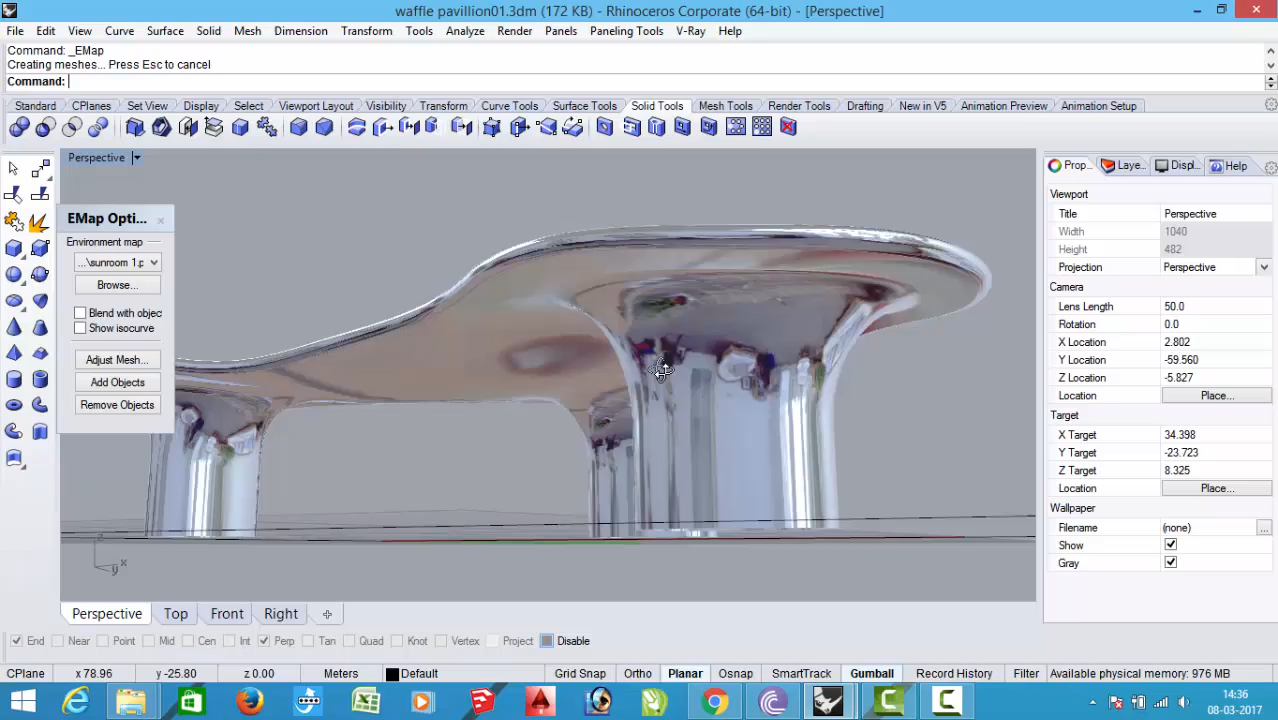 waffle pavillion01.3dm (172 KB) - Rhinoceros Corporate (64-bit) - [Perspective]
File Edit View Curve Surface Solid Mesh Dimension Transform Tools Analyze Render Panels Paneling Tools V-Ray Help
Command: _EMap
Creating meshes... Press Esc to cancel
Command:
Standard CPlanes Set View Display Select Viewport Layout Visibility Transform Curve Tools Surface Tools Solid Tools Mesh Tools Render Tools Drafting New in V5 Animation Preview Animation Setup
Perspective
Prop... Laye... Displ... Help
EMap Opti...
Environment map
...\sunroom 1.p
Browse...
Blend with objec
Show isocurve
Adjust Mesh...
Add Objects
Remove Objects
Viewport
Title Perspective
Width 1040
Height 482
Projection Perspective
Camera
Lens Length 50.0
Rotation 0.0
X Location 2.802
Y Location -59.560
Z Location -5.827
Location Place...
Target
X Target 34.398
Y Target -23.723
Z Target 8.325
Location Place...
Wallpaper
Filename (none) ...
Show
Gray
z x y
Perspective Top Front Right
End Near Point Mid Cen Int Perp Tan Quad Knot Vertex Project Disable
CPlane x 78.96 y -25.80 z 0.00 Meters Default Grid Snap Ortho Planar Osnap SmartTrack Gumball Record History Filter Available physical memory: 976 MB
14:36
08-03-2017